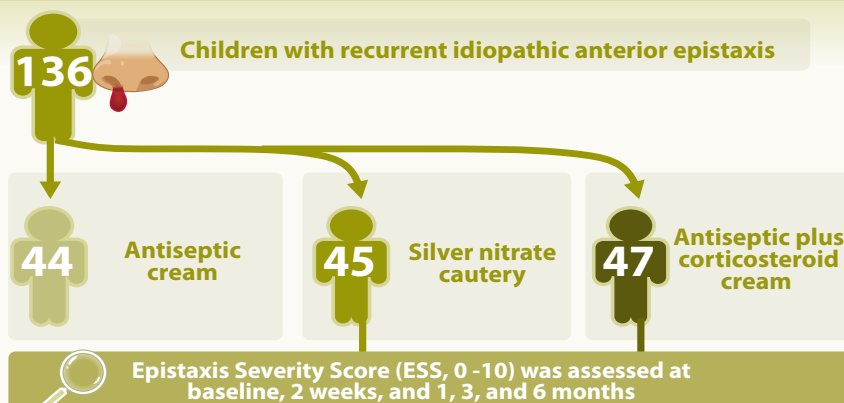 136
Children with recurrent idiopathic anterior epistaxis
44
Antiseptic
cream
45
Silver nitrate
cautery
47
Antiseptic plus
corticosteroid
cream
Epistaxis Severity Score (ESS, 0 -10) was assessed at
baseline, 2 weeks, and 1, 3, and 6 months